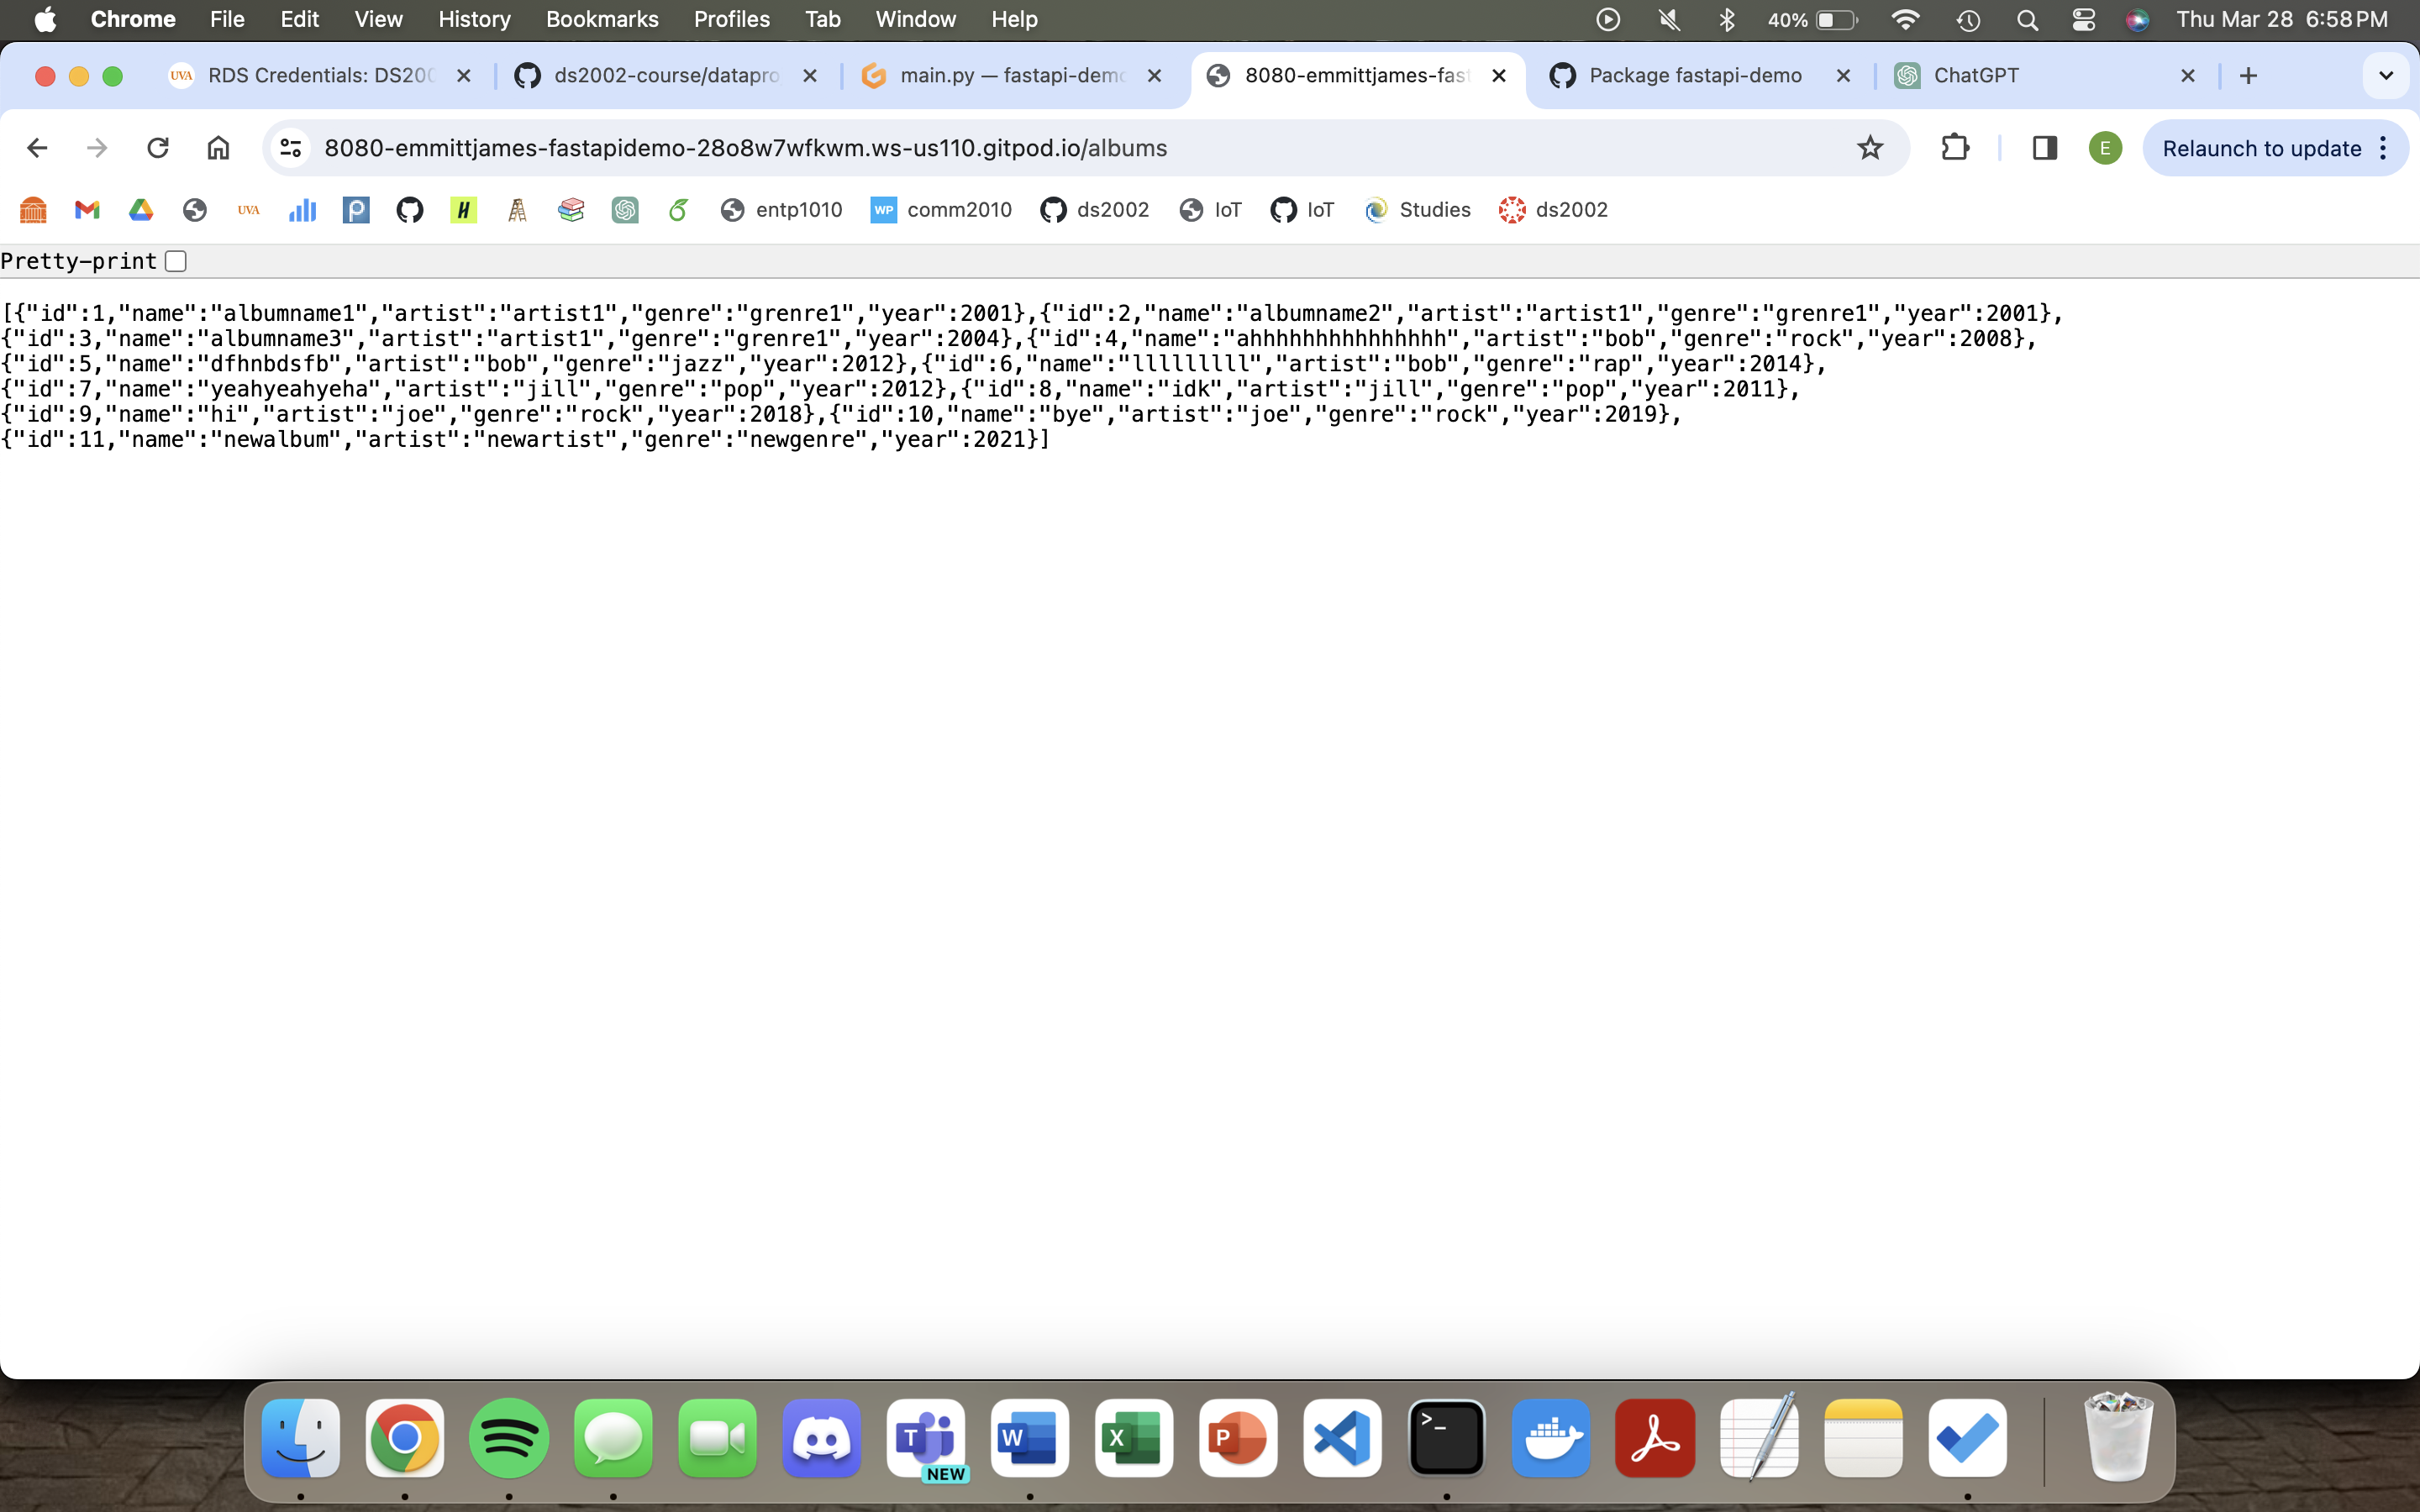 Chrome File Edit View History Bookmarks Profiles Tab Window Help 40% Thu Mar 28 6:58 PM
UVA RDS Credentials: DS200 ds2002-course/datapro main.py — fastapi-demo 8080-emmittjames-fast Package fastapi-demo ChatGPT
8080-emmittjames-fastapidemo-28o8w7wfkwm.ws-us110.gitpod.io/albums E Relaunch to update
UVA P H entp1010 WP comm2010 ds2002 IoT IoT Studies ds2002
Pretty-print
[{"id":1,"name":"albumname1","artist":"artist1","genre":"grenre1","year":2001},{"id":2,"name":"albumname2","artist":"artist1","genre":"grenre1","year":2001},
{"id":3,"name":"albumname3","artist":"artist1","genre":"grenre1","year":2004},{"id":4,"name":"ahhhhhhhhhhhhhhh","artist":"bob","genre":"rock","year":2008},
{"id":5,"name":"dfhnbdsfb","artist":"bob","genre":"jazz","year":2012},{"id":6,"name":"lllllllll","artist":"bob","genre":"rap","year":2014},
{"id":7,"name":"yeahyeahyeha","artist":"jill","genre":"pop","year":2012},{"id":8,"name":"idk","artist":"jill","genre":"pop","year":2011},
{"id":9,"name":"hi","artist":"joe","genre":"rock","year":2018},{"id":10,"name":"bye","artist":"joe","genre":"rock","year":2019},
{"id":11,"name":"newalbum","artist":"newartist","genre":"newgenre","year":2021}]
T W X P >_
NEW